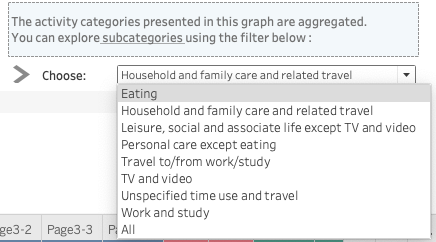 The activity categories presented in this graph are aggregated.
You can explore subcategories using the filter below :
Choose:
Household and family care and related travel
Eating
Household and family care and related travel
Leisure, social and associate life except TV and video
Personal care except eating
Travel to/from work/study
TV and video
Unspecified time use and travel
Work and study
All
ge3-2 Page3-3